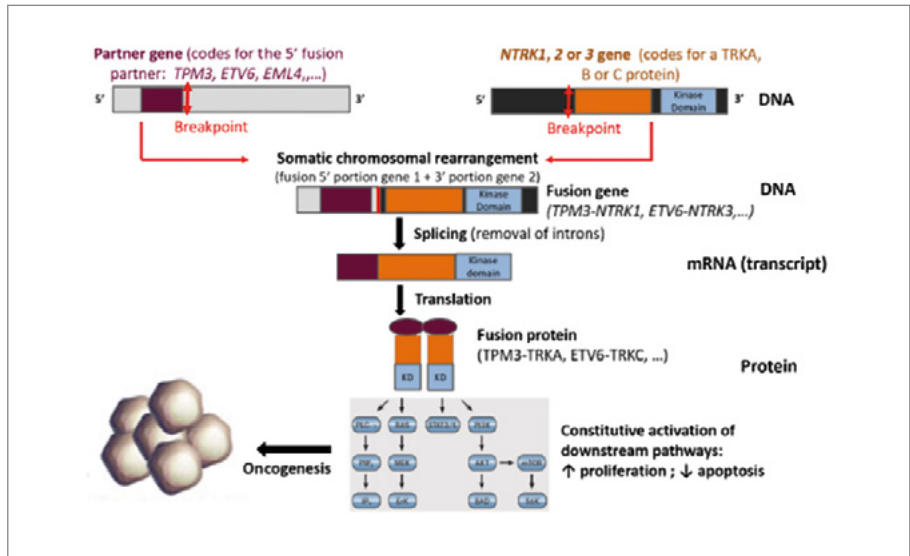 Partner gene (codes for the 5' fusion
partner: TPM3, ETV6, EML4,,...)
5'
3'
Breakpoint
NTRK1, 2 or 3 gene (codes for a TRKA,
B or C protein)
5'
Kinase
Domain
3'
DNA
Breakpoint
Somatic chromosomal rearrangement
(fusion 5' portion gene 1 + 3' portion gene 2)
Kinase
Domain
Fusion gene
(TPM3-NTRK1, ETV6-NTRK3,...)
DNA
Splicing (removal of introns)
Kinase
domain
mRNA (transcript)
Translation
Fusion protein
(TPM3-TRKA, ETV6-TRKC, ...)
KD
KD
Protein
RAS
STAT3/5
PI3K
MEK
AKT
mTOR
BAD
Constitutive activation of
downstream pathways:
↑ proliferation ; ↓ apoptosis
Oncogenesis